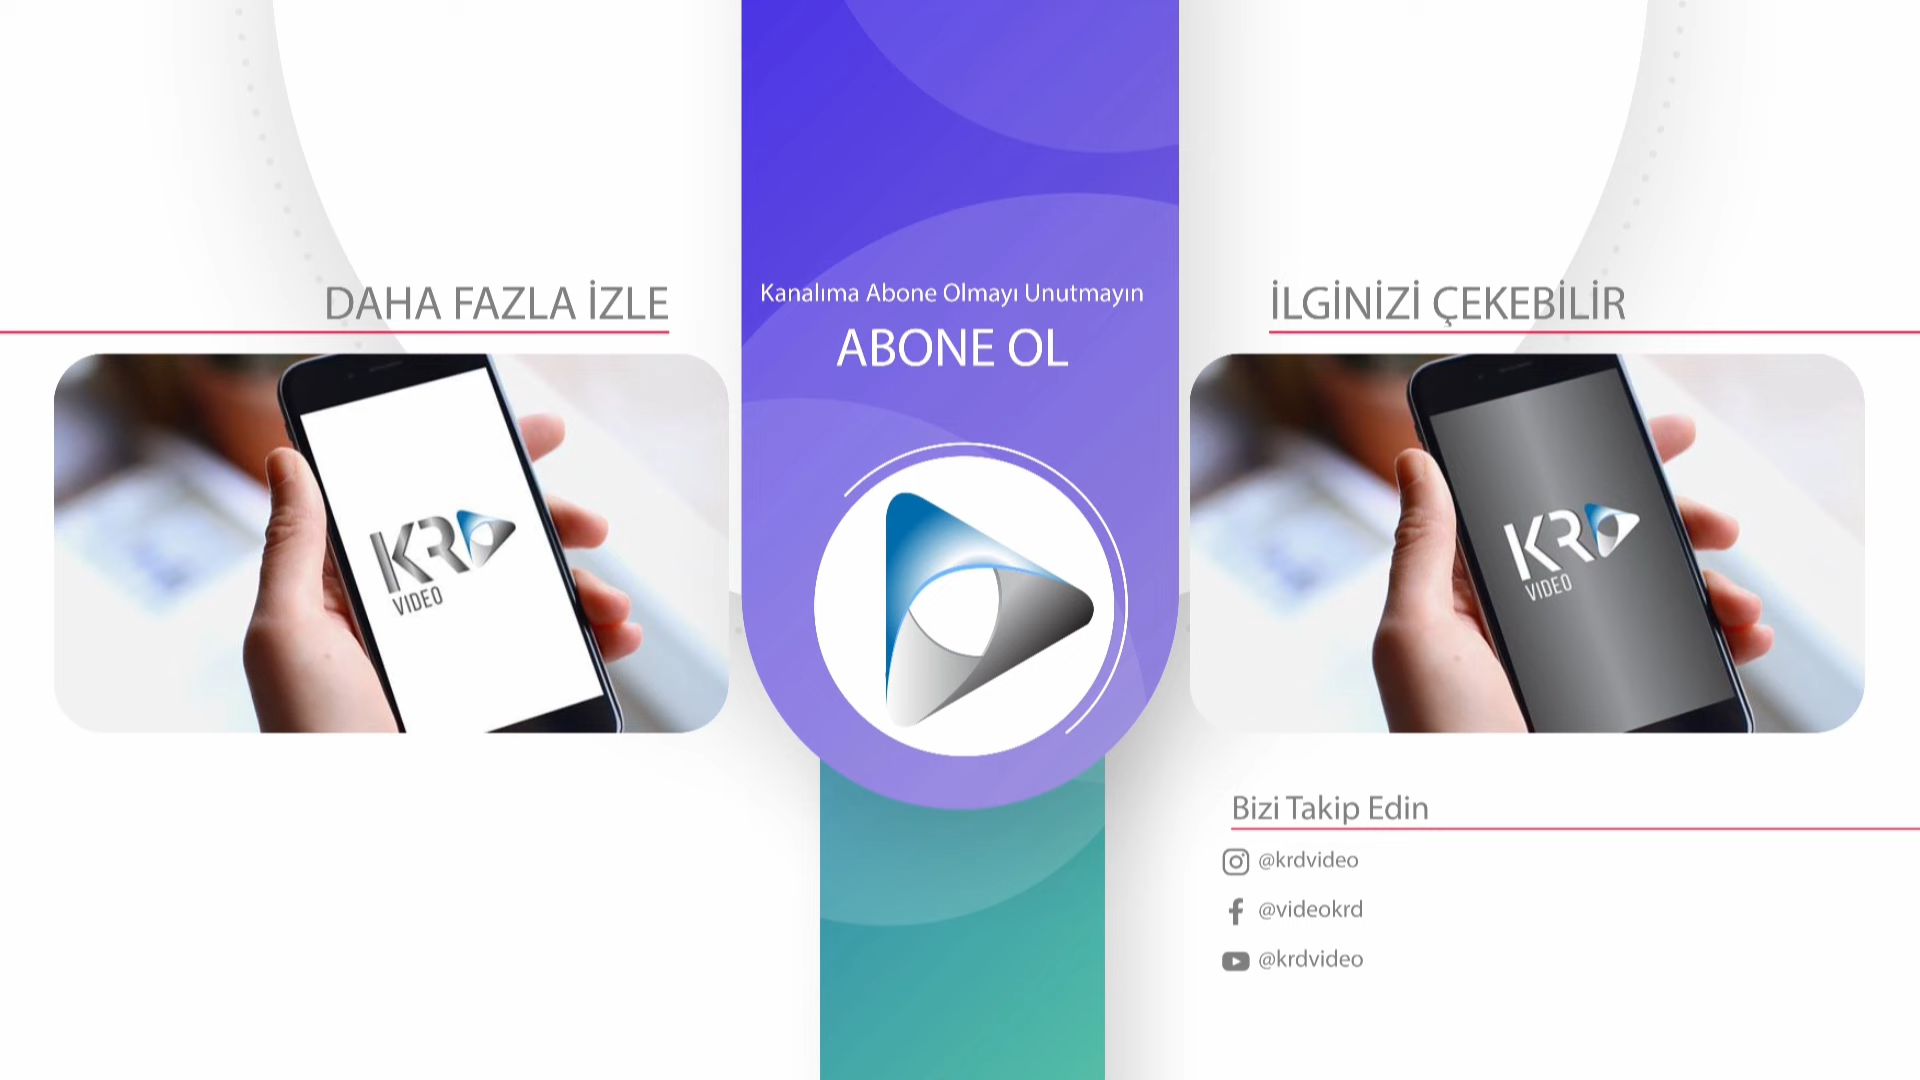 DAHA FAZLA İZLE
KRD
VIDEO
Kanalıma Abone Olmayı Unutmayın
ABONE OL
İLGİNİZİ ÇEKEBİLİR
KRD
VIDEO
Bizi Takip Edin
@krdvideo
@videokrd
@krdvideo